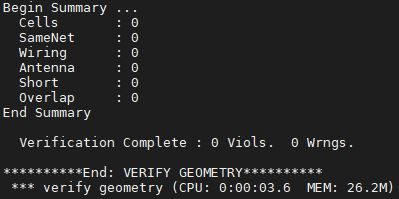 Begin Summary ...
  Cells       : 0
  SameNet     : 0
  Wiring      : 0
  Antenna     : 0
  Short       : 0
  Overlap     : 0
End Summary
  Verification Complete : 0 Viols.  0 Wrngs.
**********End: VERIFY GEOMETRY**********
 *** verify geometry (CPU: 0:00:03.6  MEM: 26.2M)